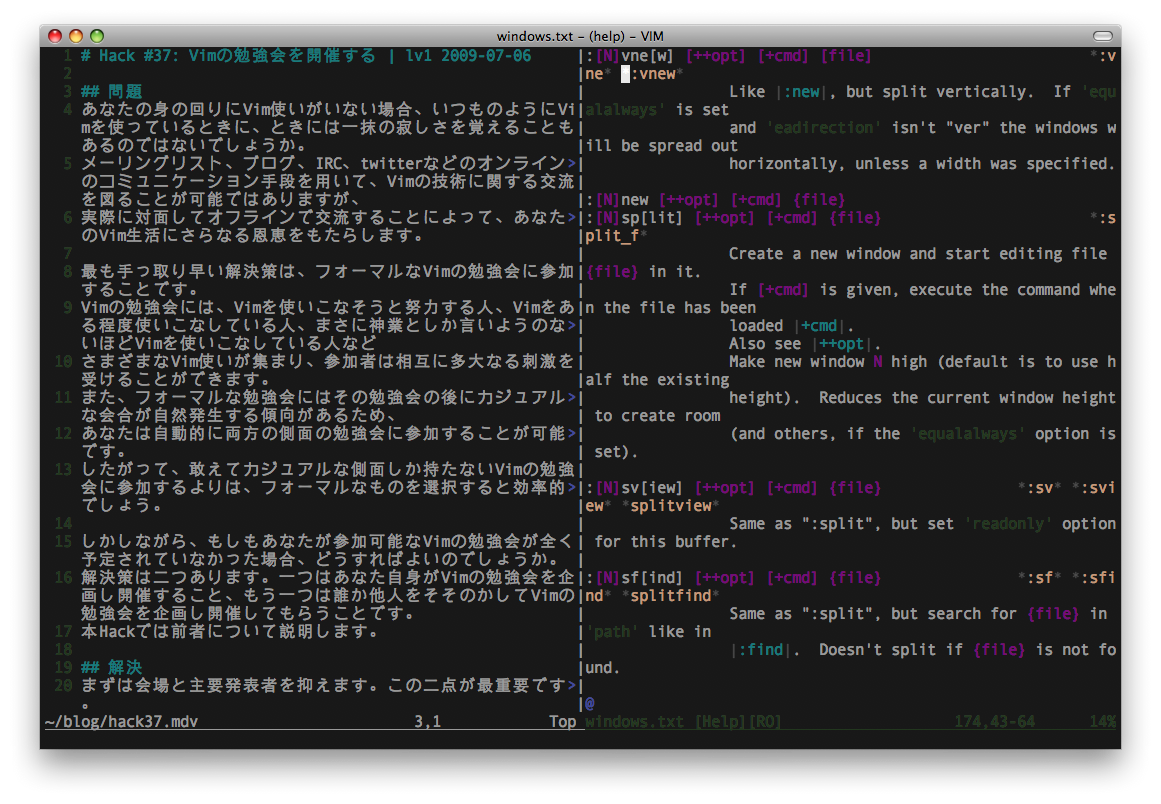 windows.txt – (help) – VIM
1 # Hack #37: Vimの勉強会を開催する | lv1 2009-07-06
2
3 ## 問題
4 あなたの身の回りにVim使いがいない場合、いつものようにVi
mを使っているときに、ときには一抹の寂しさを覚えることも
あるのではないでしょうか。
5 メーリングリスト、ブログ、IRC、twitterなどのオンライン>
のコミュニケーション手段を用いて、Vimの技術に関する交流
を図ることが可能ではありますが、
6 実際に対面してオフラインで交流することによって、あなた>
のVim生活にさらなる恩恵をもたらします。
7
8 最も手っ取り早い解決策は、フォーマルなVimの勉強会に参加
することです。
9 Vimの勉強会には、Vimを使いこなそうと努力する人、Vimをあ
る程度使いこなしている人、まさに神業としか言いようのな>
いほどVimを使いこなしている人など
10 さまざまなVim使いが集まり、参加者は相互に多大なる刺激を
受けることができます。
11 また、フォーマルな勉強会にはその勉強会の後にカジュアル>
な会合が自然発生する傾向があるため、
12 あなたは自動的に両方の側面の勉強会に参加することが可能>
です。
13 したがって、敢えてカジュアルな側面しか持たないVimの勉強
会に参加するよりは、フォーマルなものを選択すると効率的>
でしょう。
14
15 しかしながら、もしもあなたが参加可能なVimの勉強会が全く
予定されていなかった場合、どうすればよいのでしょうか。
16 解決策は二つあります。一つはあなた自身がVimの勉強会を企
画し開催すること、もう一つは誰か他人をそそのかしてVimの
勉強会を企画し開催してもらうことです。
17 本Hackでは前者について説明します。
18
19 ## 解決
20 まずは会場と主要発表者を抑えます。この二点が最重要です>
。
~/blog/hack37.mdv 3,1 Top
|:[N]vne[w] [++opt] [+cmd] [file] *:v
|ne* *:vnew*
| Like |:new|, but split vertically.  If 'equ
|alalways' is set
| and 'eadirection' isn't "ver" the windows w
|ill be spread out
| horizontally, unless a width was specified.
|
|:[N]new [++opt] [+cmd] {file}
|:[N]sp[lit] [++opt] [+cmd] {file} *:s
|plit_f*
| Create a new window and start editing file
|{file} in it.
| If [+cmd] is given, execute the command whe
|n the file has been
| loaded |+cmd|.
| Also see |++opt|.
| Make new window N high (default is to use h
|alf the existing
| height).  Reduces the current window height
| to create room
| (and others, if the 'equalalways' option is
| set).
|
|:[N]sv[iew] [++opt] [+cmd] {file} *:sv* *:svi
|ew* *splitview*
| Same as ":split", but set 'readonly' option
| for this buffer.
|
|:[N]sf[ind] [++opt] [+cmd] {file} *:sf* *:sfi
|nd* *splitfind*
| Same as ":split", but search for {file} in
|'path' like in
| |:find|.  Doesn't split if {file} is not fo
|und.
|
|@
windows.txt [Help][RO] 174,43-64 14%